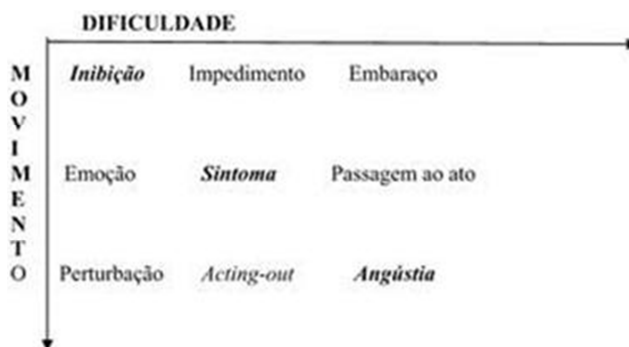 DIFICULDADE
MOVIMENTO
Inibição Impedimento Embaraço
Emoção Sintoma Passagem ao ato
Perturbação Acting-out Angústia